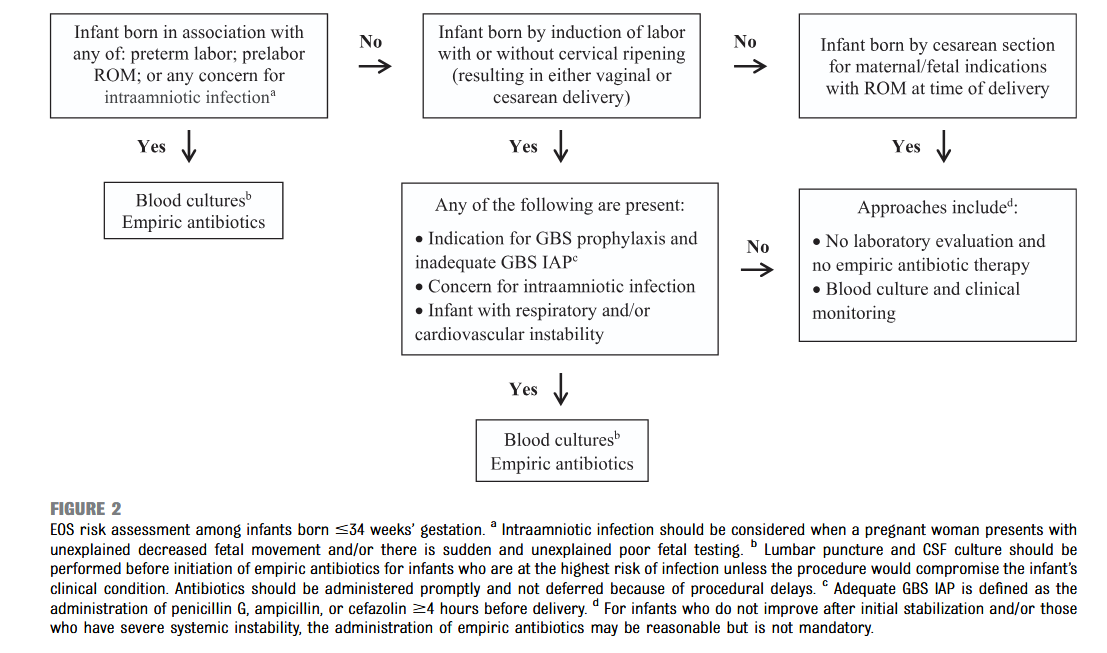 Infant born in association with
any of: preterm labor; prelabor
ROM; or any concern for
intraamniotic infectionᵃ
No
Infant born by induction of labor
with or without cervical ripening
(resulting in either vaginal or
cesarean delivery)
No
Infant born by cesarean section
for maternal/fetal indications
with ROM at time of delivery
Yes
Yes
Yes
Blood culturesᵇ
Empiric antibiotics
Any of the following are present:
• Indication for GBS prophylaxis and
inadequate GBS IAPᶜ
• Concern for intraamniotic infection
• Infant with respiratory and/or
cardiovascular instability
No
Approaches includeᵈ:
• No laboratory evaluation and
no empiric antibiotic therapy
• Blood culture and clinical
monitoring
Yes
Blood culturesᵇ
Empiric antibiotics
FIGURE 2
EOS risk assessment among infants born ≤34 weeks’ gestation. ᵃ Intraamniotic infection should be considered when a pregnant woman presents with
unexplained decreased fetal movement and/or there is sudden and unexplained poor fetal testing. ᵇ Lumbar puncture and CSF culture should be
performed before initiation of empiric antibiotics for infants who are at the highest risk of infection unless the procedure would compromise the infant’s
clinical condition. Antibiotics should be administered promptly and not deferred because of procedural delays. ᶜ Adequate GBS IAP is defined as the
administration of penicillin G, ampicillin, or cefazolin ≥4 hours before delivery. ᵈ For infants who do not improve after initial stabilization and/or those
who have severe systemic instability, the administration of empiric antibiotics may be reasonable but is not mandatory.